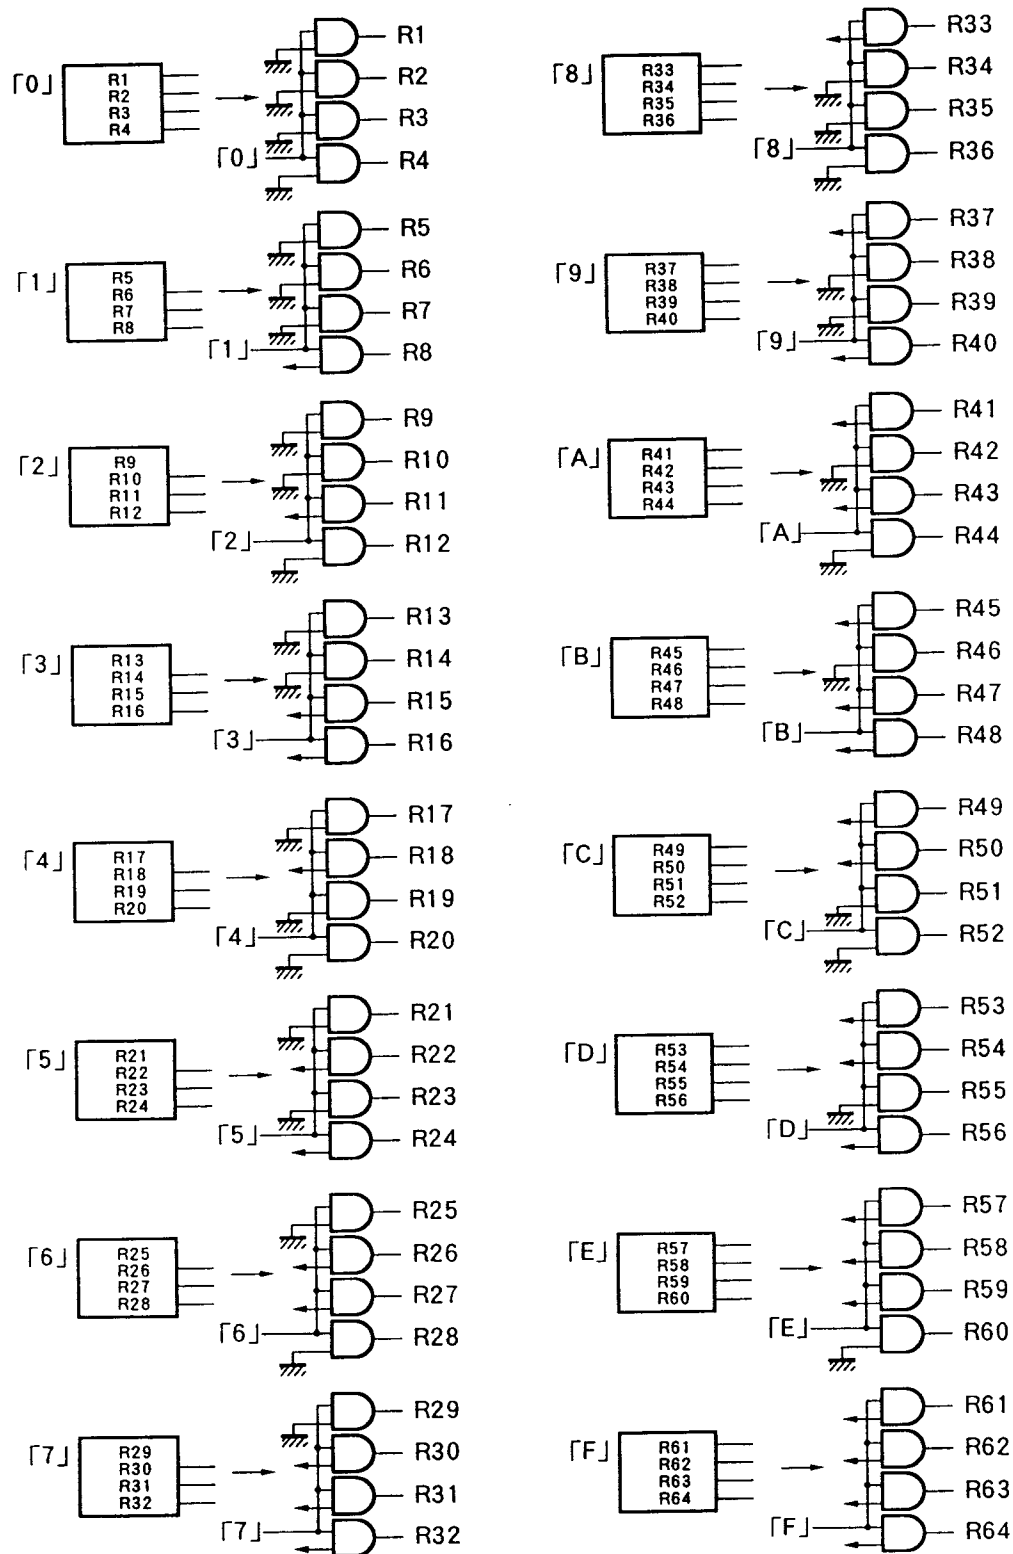 「0」
R1
R2
R3
R4
R1
R2
R3
R4
「0」
「1」
R5
R6
R7
R8
R5
R6
R7
R8
「1」
「2」
R9
R10
R11
R12
R9
R10
R11
R12
「2」
「3」
R13
R14
R15
R16
R13
R14
R15
R16
「3」
「4」
R17
R18
R19
R20
R17
R18
R19
R20
「4」
「5」
R21
R22
R23
R24
R21
R22
R23
R24
「5」
「6」
R25
R26
R27
R28
R25
R26
R27
R28
「6」
「7」
R29
R30
R31
R32
R29
R30
R31
R32
「7」
「8」
R33
R34
R35
R36
R33
R34
R35
R36
「8」
「9」
R37
R38
R39
R40
R37
R38
R39
R40
「9」
「A」
R41
R42
R43
R44
R41
R42
R43
R44
「A」
「B」
R45
R46
R47
R48
R45
R46
R47
R48
「B」
「C」
R49
R50
R51
R52
R49
R50
R51
R52
「C」
「D」
R53
R54
R55
R56
R53
R54
R55
R56
「D」
「E」
R57
R58
R59
R60
R57
R58
R59
R60
「E」
「F」
R61
R62
R63
R64
R61
R62
R63
R64
「F」